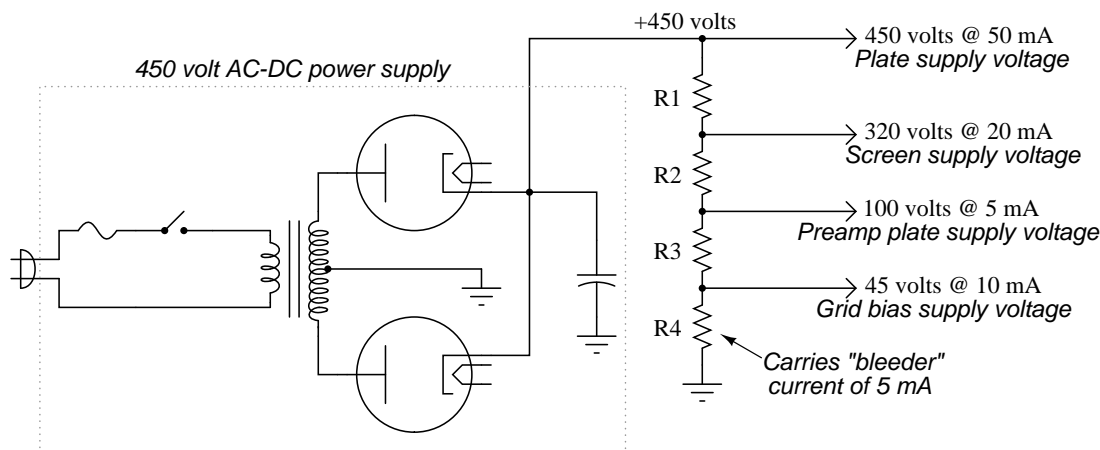 +450 volts
450 volts @ 50 mA
Plate supply voltage
450 volt AC-DC power supply
R1
320 volts @ 20 mA
Screen supply voltage
R2
100 volts @ 5 mA
Preamp plate supply voltage
R3
45 volts @ 10 mA
Grid bias supply voltage
R4
Carries "bleeder"
current of 5 mA